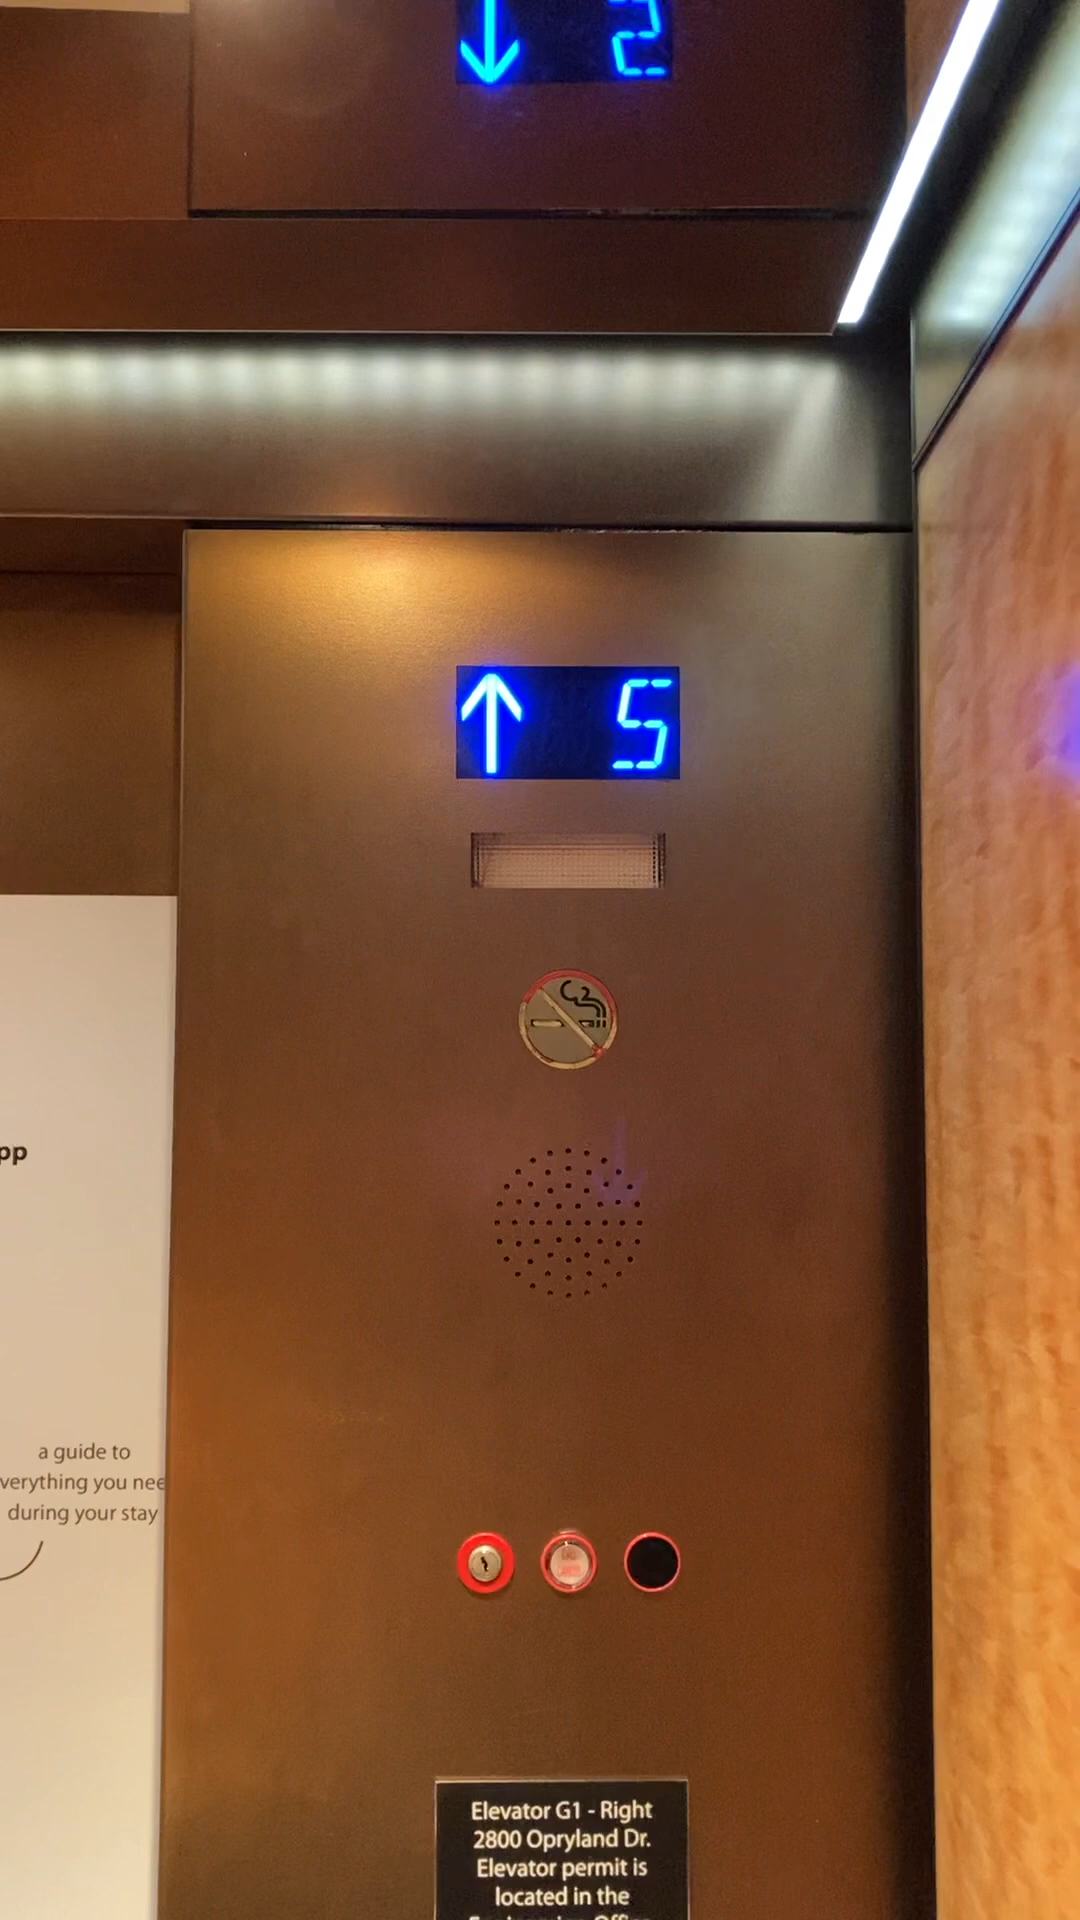 5
pp
a guide to
verything you nee
during your stay
Elevator G1 - Right
2800 Opryland Dr.
Elevator permit is
located in the